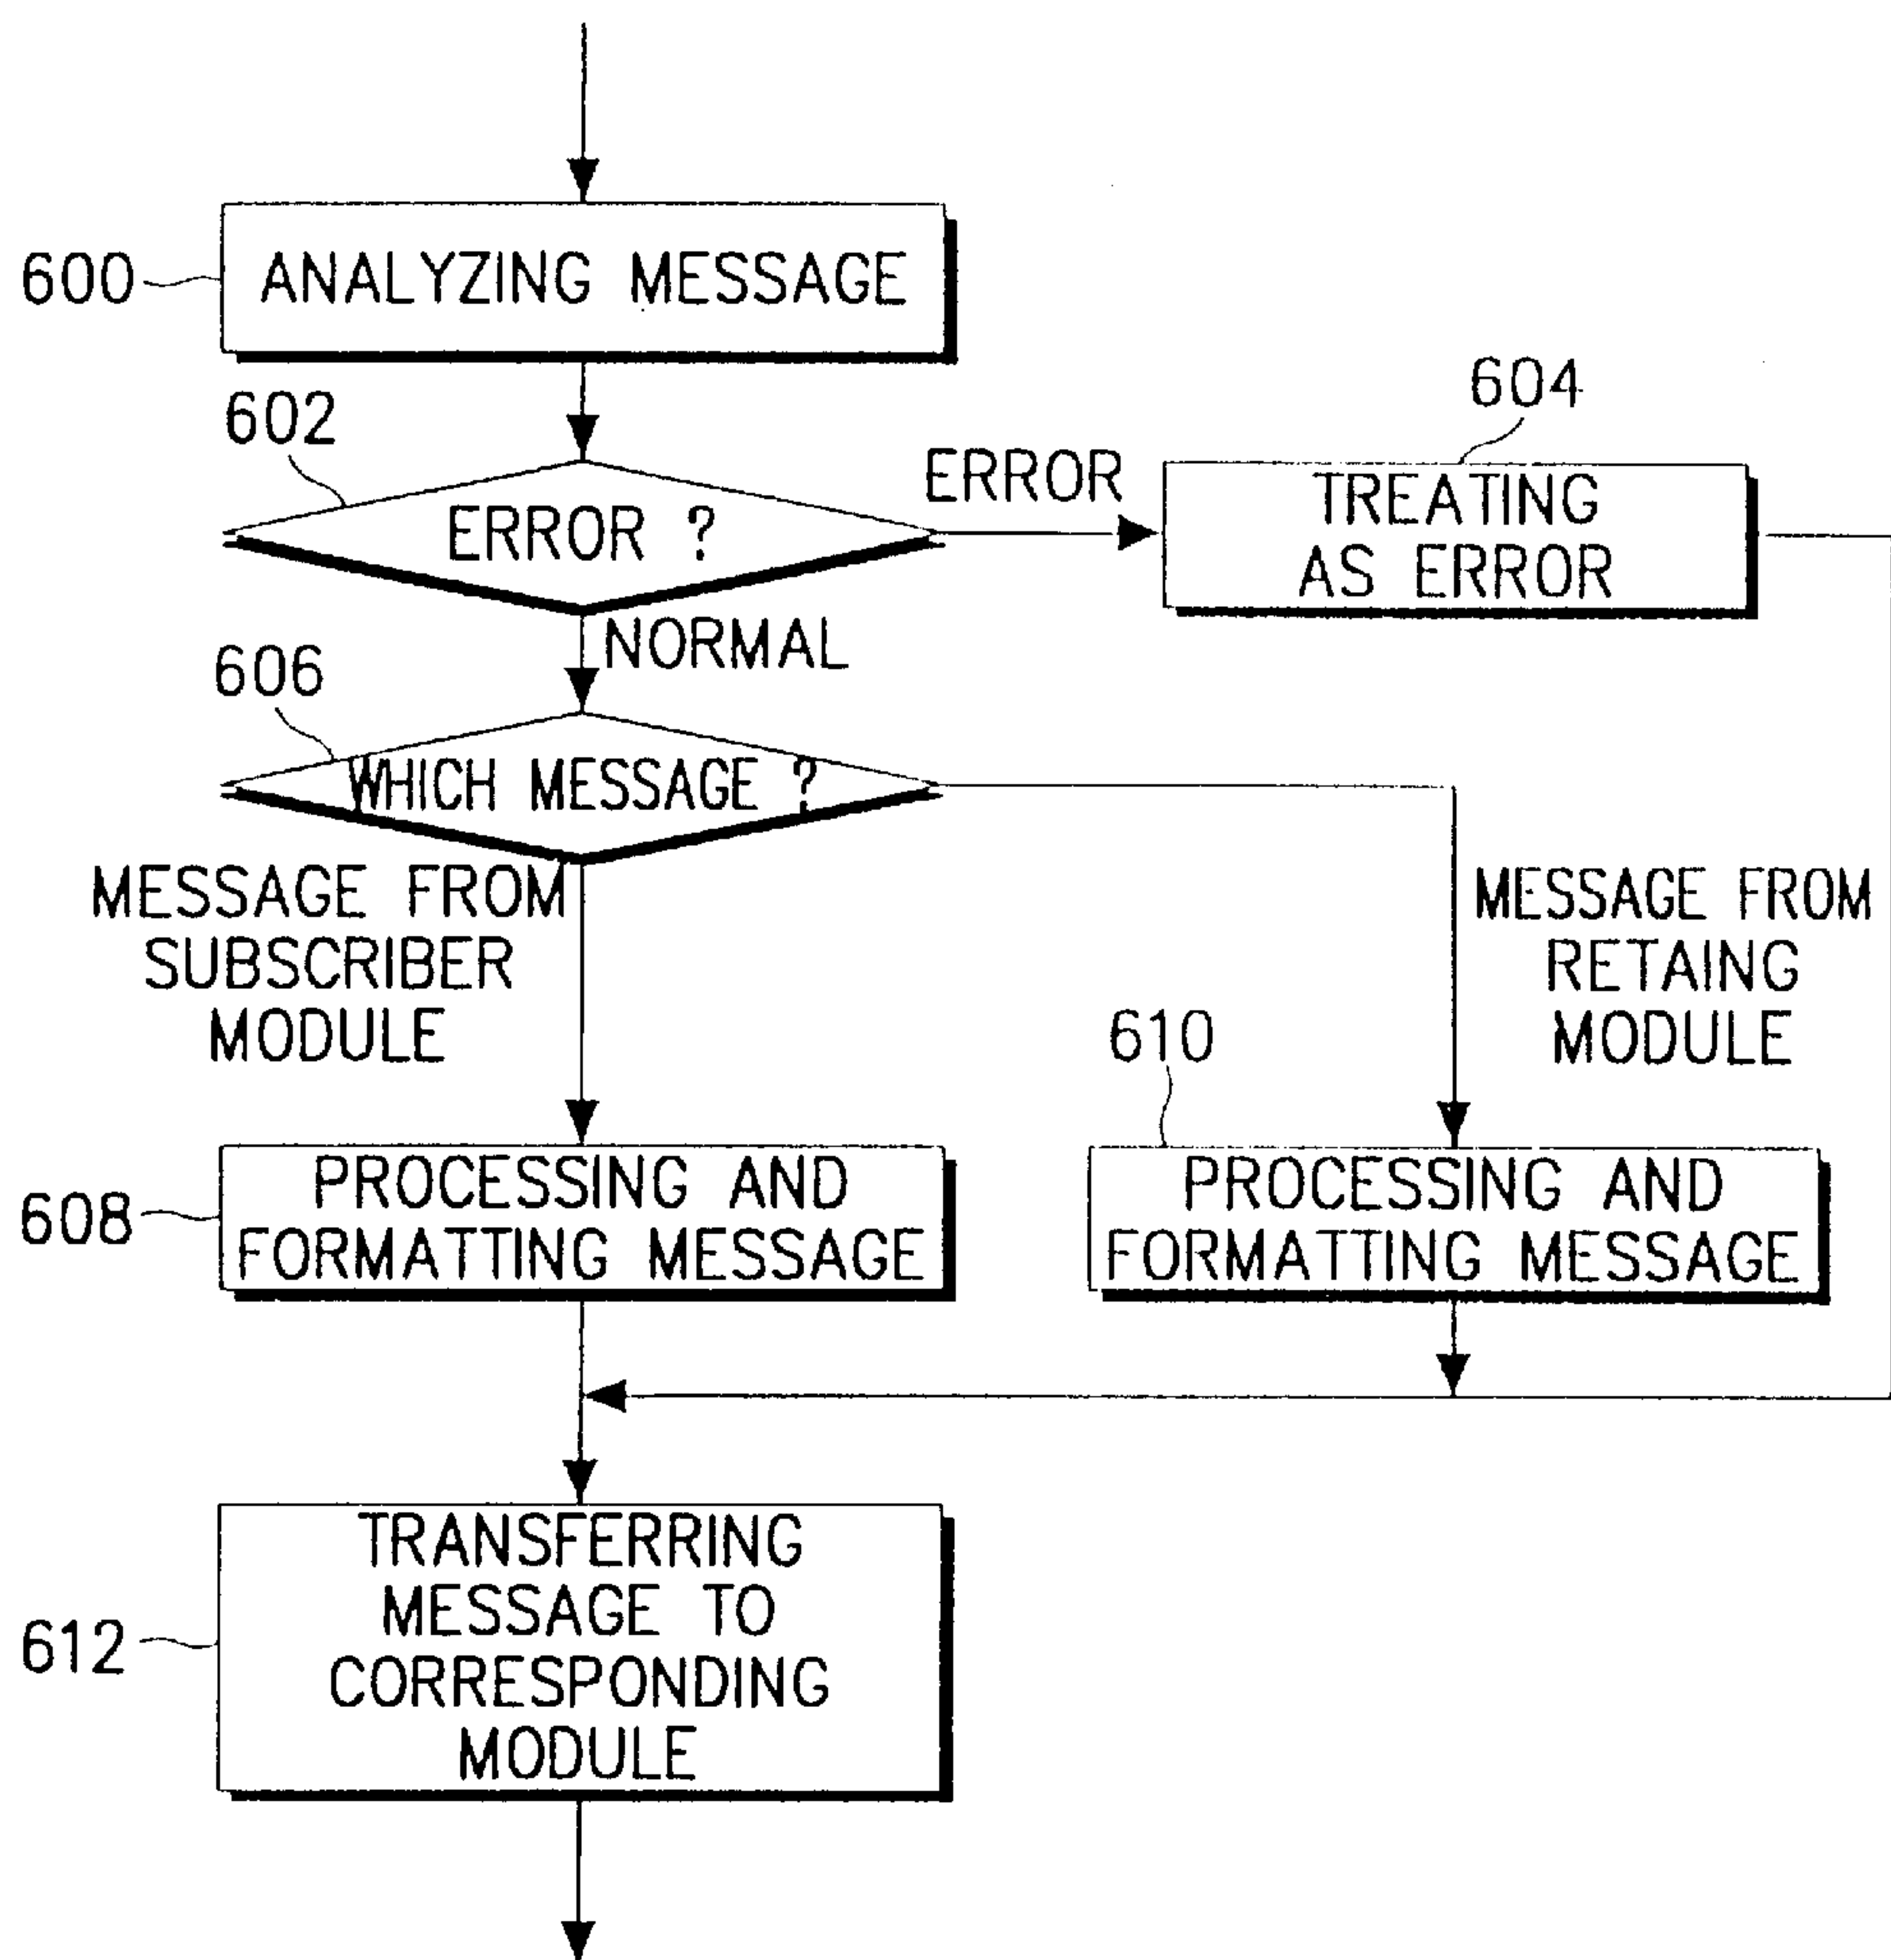 600
ANALYZING MESSAGE
602
ERROR ?
ERROR
604
TREATING
AS ERROR
NORMAL
606
WHICH MESSAGE ?
MESSAGE FROM
SUBSCRIBER
MODULE
MESSAGE FROM
RETAING
MODULE
608
PROCESSING AND
FORMATTING MESSAGE
610
PROCESSING AND
FORMATTING MESSAGE
612
TRANSFERRING
MESSAGE TO
CORRESPONDING
MODULE